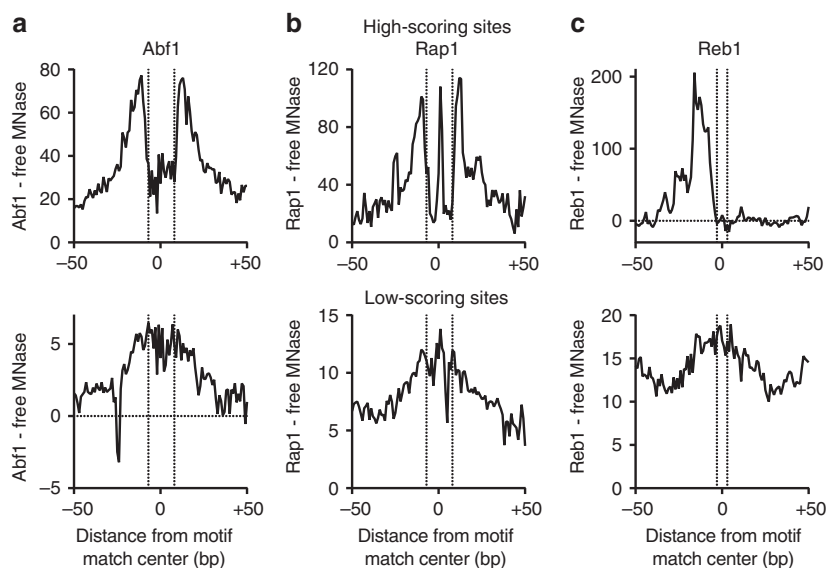 a b c
High-scoring sites
Abf1 Rap1 Reb1
Abf1 - free MNase
80
60
40
20
0
–50 0 +50
Rap1 - free MNase
120
80
40
0
–50 0 +50
Reb1 - free MNase
200
100
0
–50 0 +50
Low-scoring sites
Abf1 - free MNase
5
0
–5
–50 0 +50
Distance from motif
match center (bp)
Rap1 - free MNase
15
10
5
0
–50 0 +50
Distance from motif
match center (bp)
Reb1 - free MNase
20
15
10
5
0
–50 0 +50
Distance from motif
match center (bp)